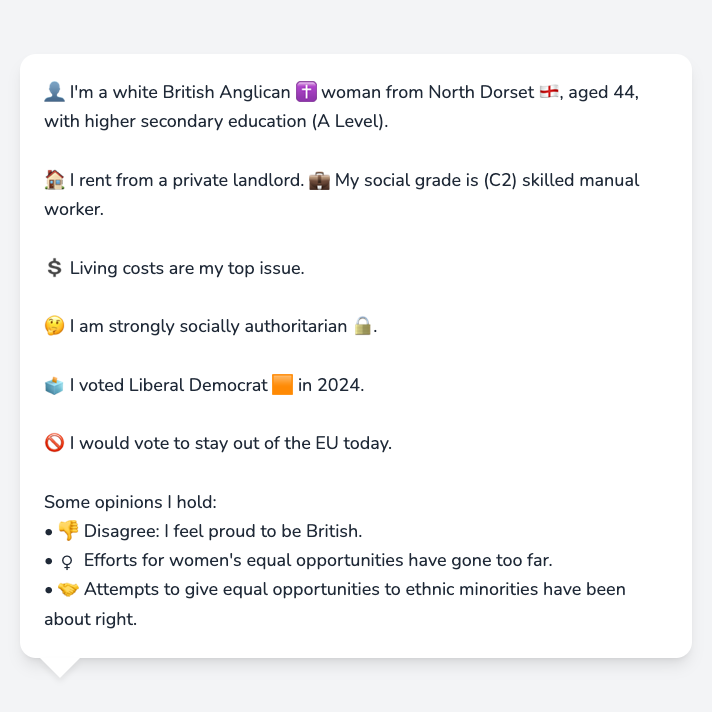 👤 I'm a white British Anglican ✝️ woman from North Dorset 🏴󠁧󠁢󠁥󠁮󠁧󠁿, aged 44,
with higher secondary education (A Level).
🏠 I rent from a private landlord. 💼 My social grade is (C2) skilled manual
worker.
💲 Living costs are my top issue.
🤔 I am strongly socially authoritarian 🔒.
🗳️ I voted Liberal Democrat 🟧 in 2024.
🚫 I would vote to stay out of the EU today.
Some opinions I hold:
• 👎 Disagree: I feel proud to be British.
• ♀ Efforts for women's equal opportunities have gone too far.
• 🤝 Attempts to give equal opportunities to ethnic minorities have been
about right.